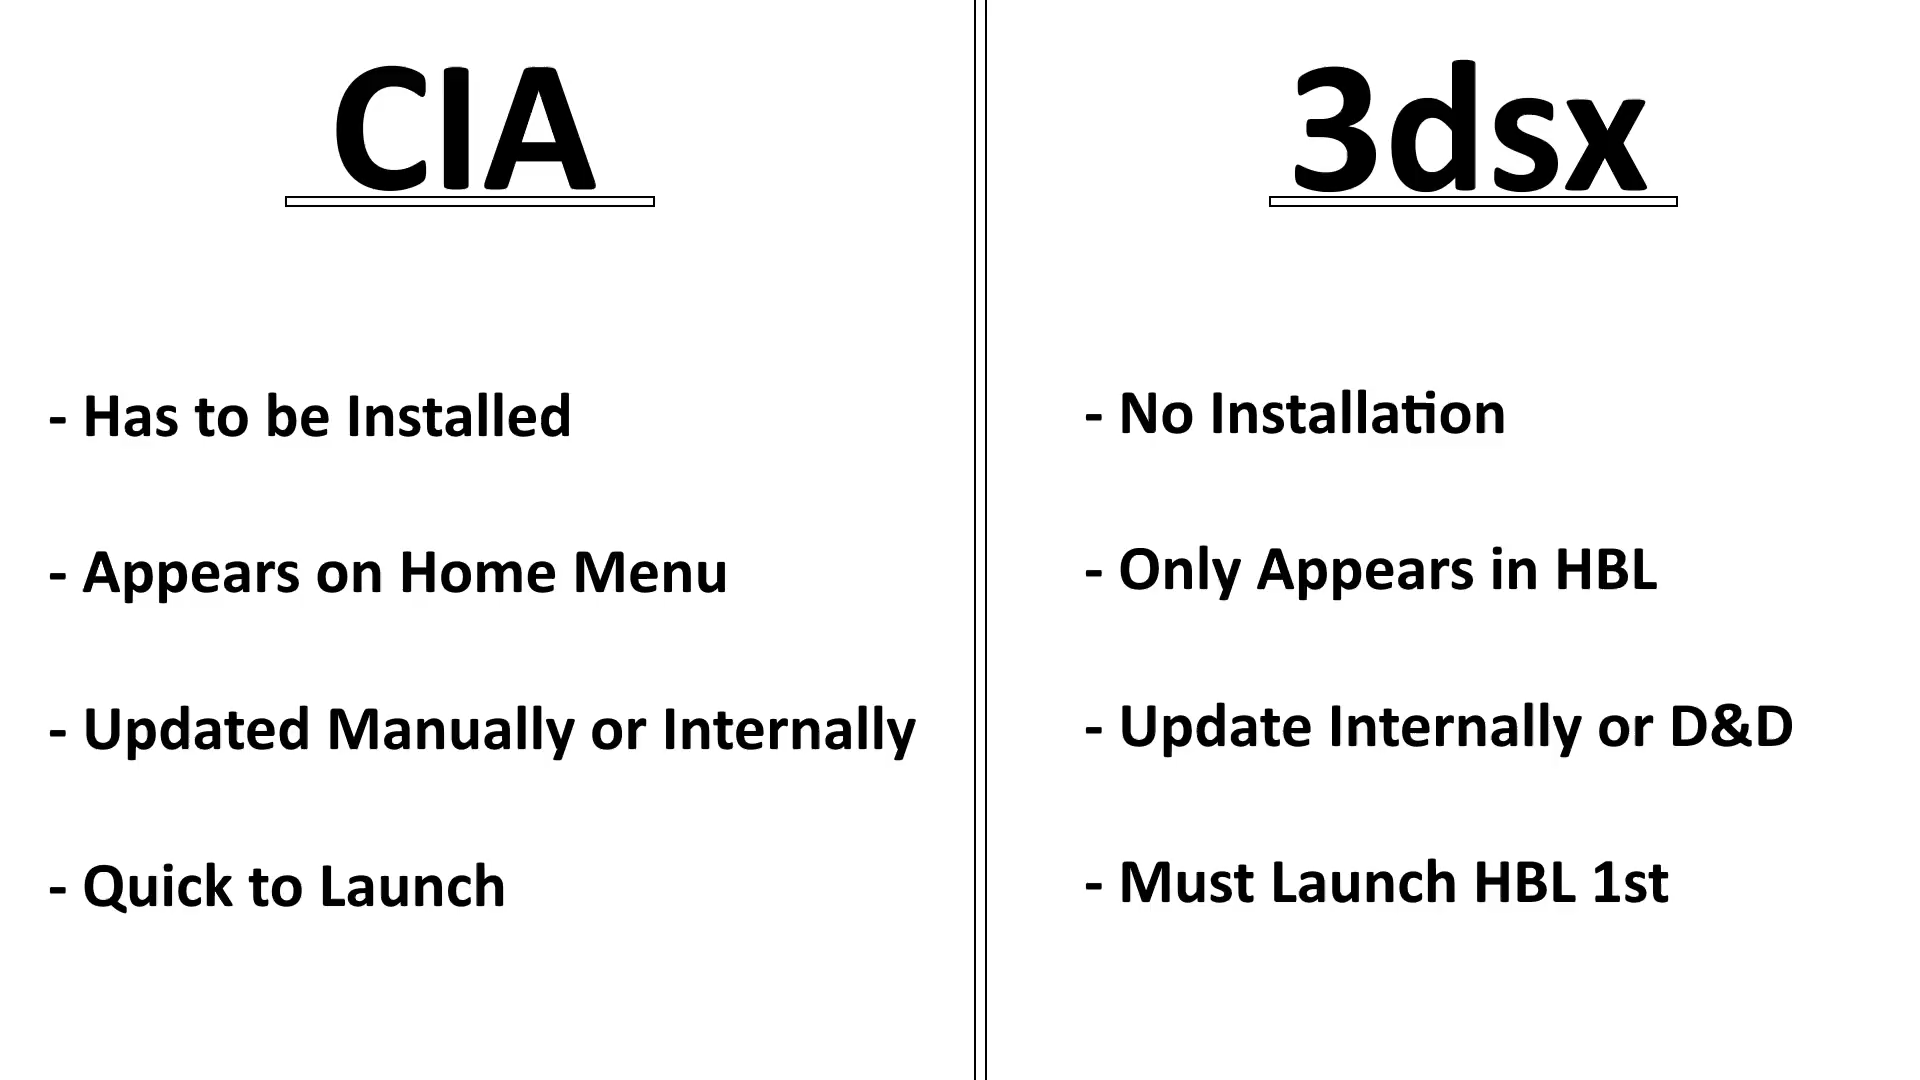 CIA
- Has to be Installed
- Appears on Home Menu
- Updated Manually or Internally
- Quick to Launch
3dsx
- No Installation
- Only Appears in HBL
- Update Internally or D&D
- Must Launch HBL 1st